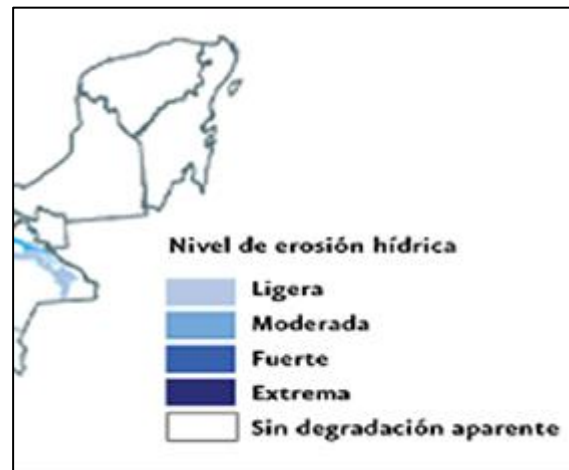 Nivel de erosión hídrica
Ligera
Moderada
Fuerte
Extrema
Sin degradación aparente